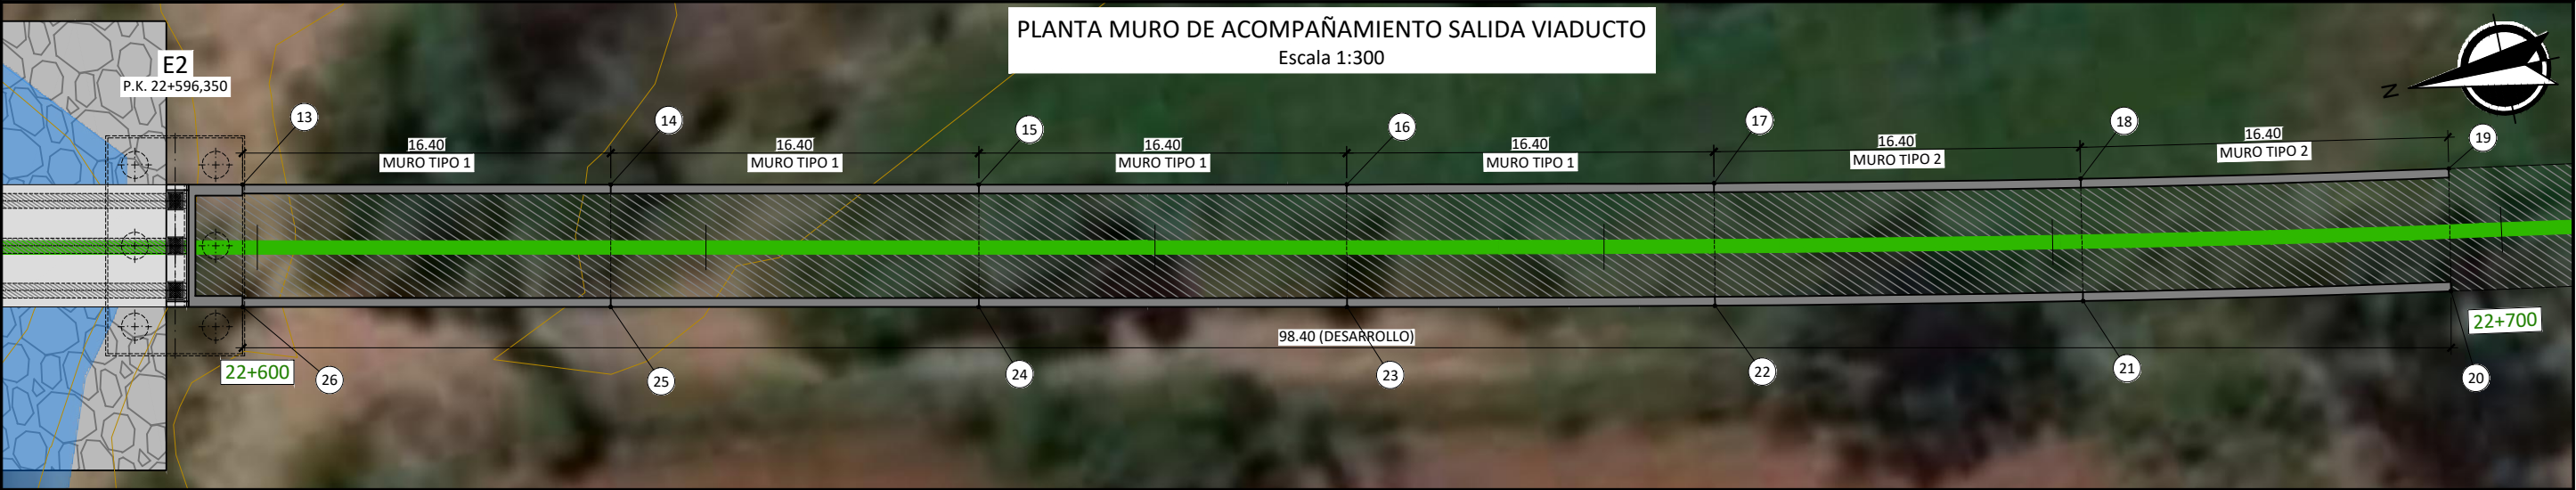 PLANTA MURO DE ACOMPAÑAMIENTO SALIDA VIADUCTO
Escala 1:300
E2
P.K. 22+596,350
N
13
14
15
16
17
18
19
16.40
MURO TIPO 1
16.40
MURO TIPO 1
16.40
MURO TIPO 1
16.40
MURO TIPO 1
16.40
MURO TIPO 2
16.40
MURO TIPO 2
98.40 (DESARROLLO)
22+600
22+700
26
25
24
23
22
21
20